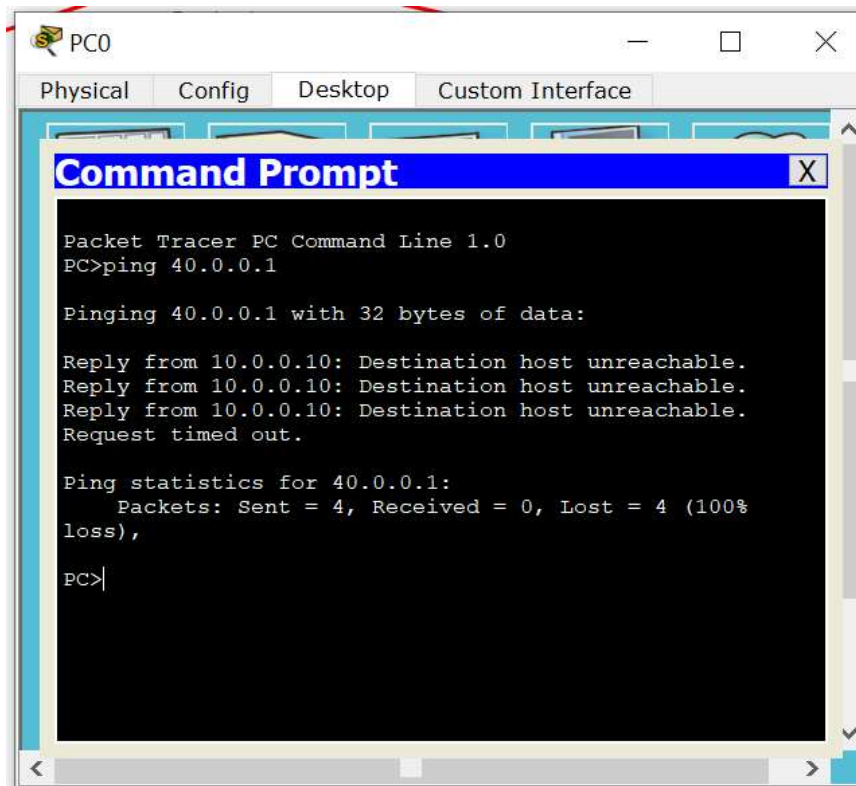 PC0
Physical Config Desktop Custom Interface
Command Prompt
X
Packet Tracer PC Command Line 1.0
PC>ping 40.0.0.1
Pinging 40.0.0.1 with 32 bytes of data:
Reply from 10.0.0.10: Destination host unreachable.
Reply from 10.0.0.10: Destination host unreachable.
Reply from 10.0.0.10: Destination host unreachable.
Request timed out.
Ping statistics for 40.0.0.1:
Packets: Sent = 4, Received = 0, Lost = 4 (100%
loss),
PC>